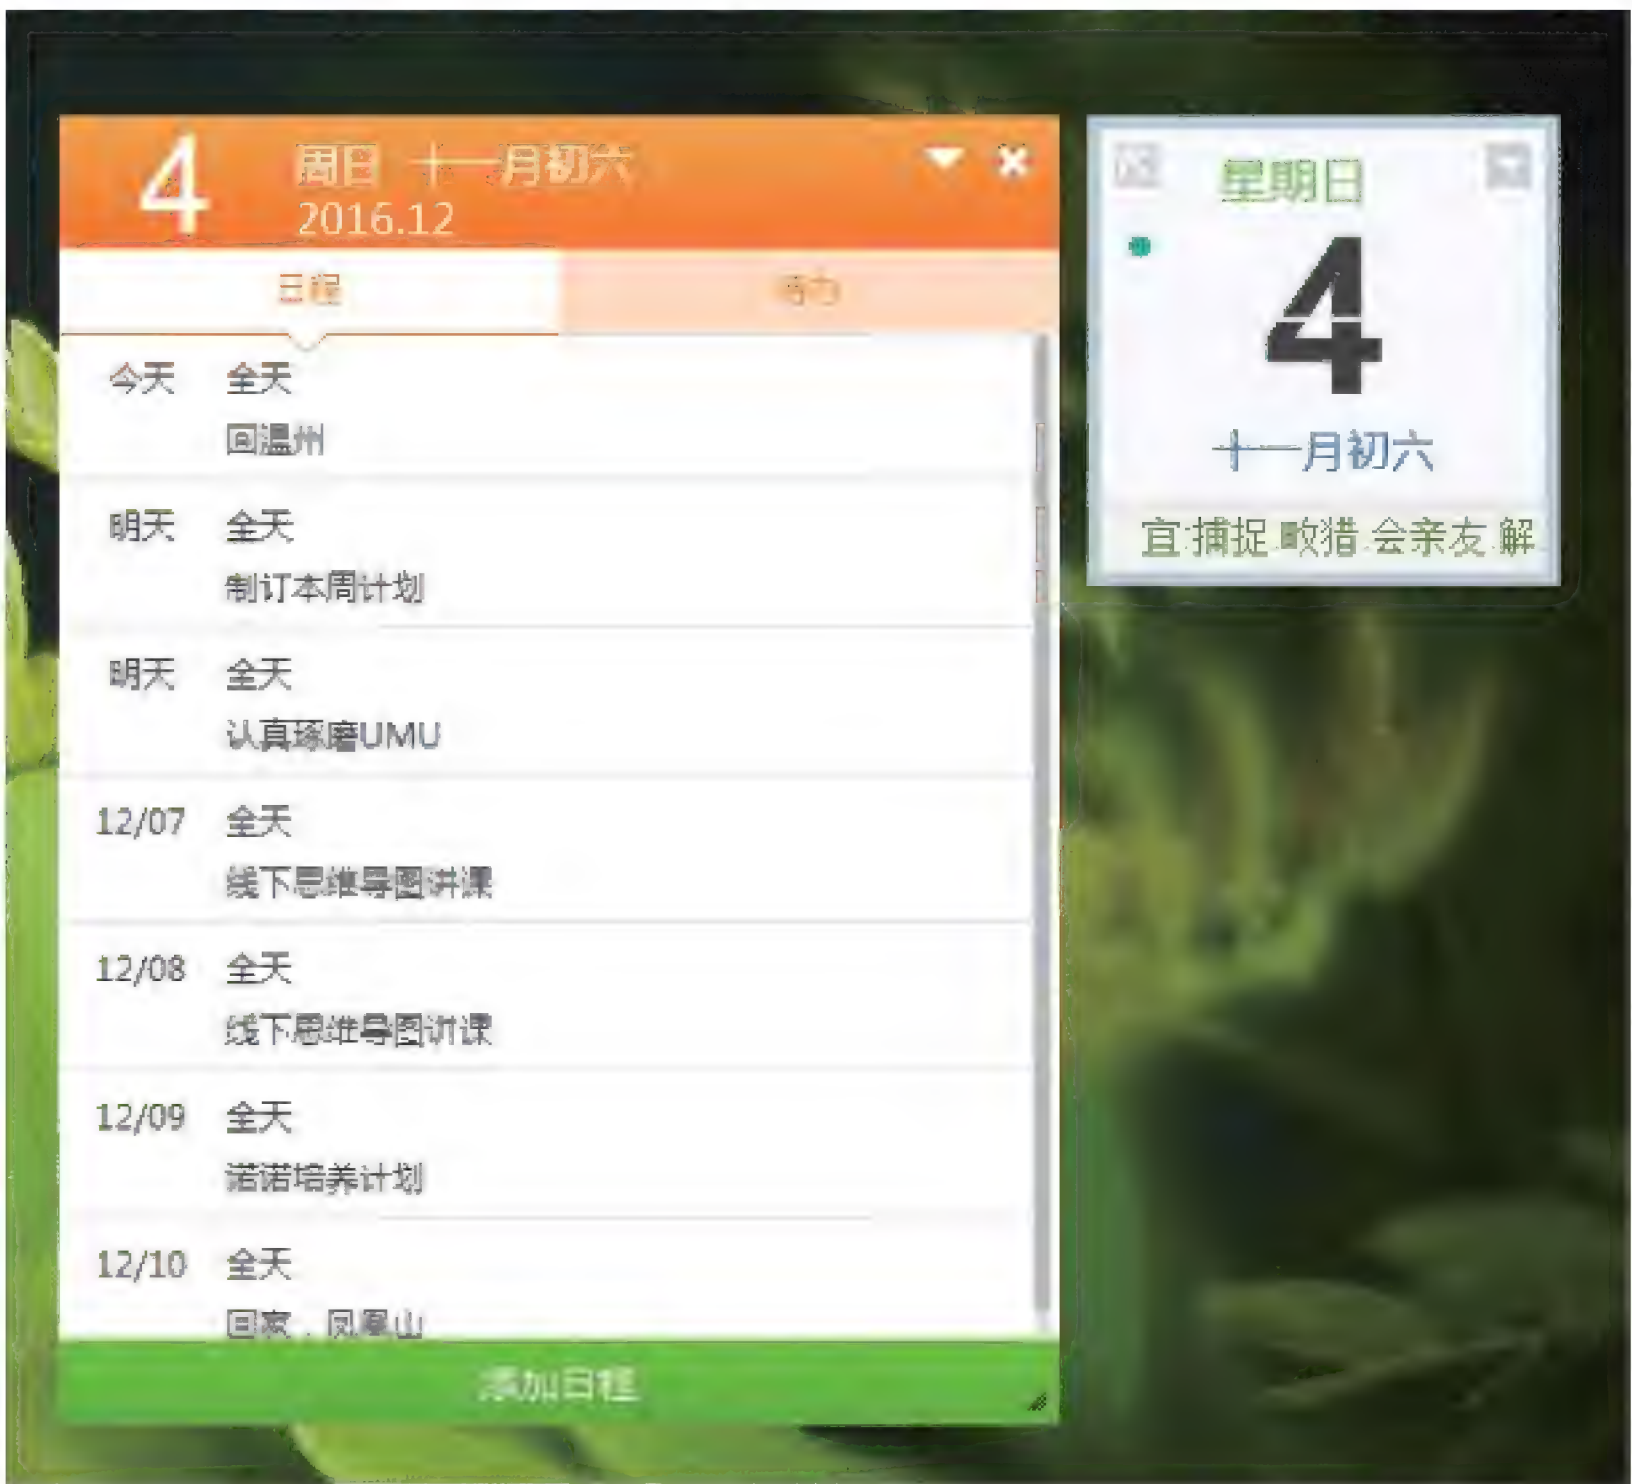 4
周日 十一月初六
2016.12
日程
今天 全天
回温州
明天 全天
制订本周计划
明天 全天
认真琢磨UMU
12/07 全天
线下思维导图讲课
12/08 全天
线下思维导图讲课
12/09 全天
诺诺培养计划
12/10 全天
回家，凤凰山
添加日程
星期日
4
十一月初六
宜:捕捉.畋猎.会亲友.解